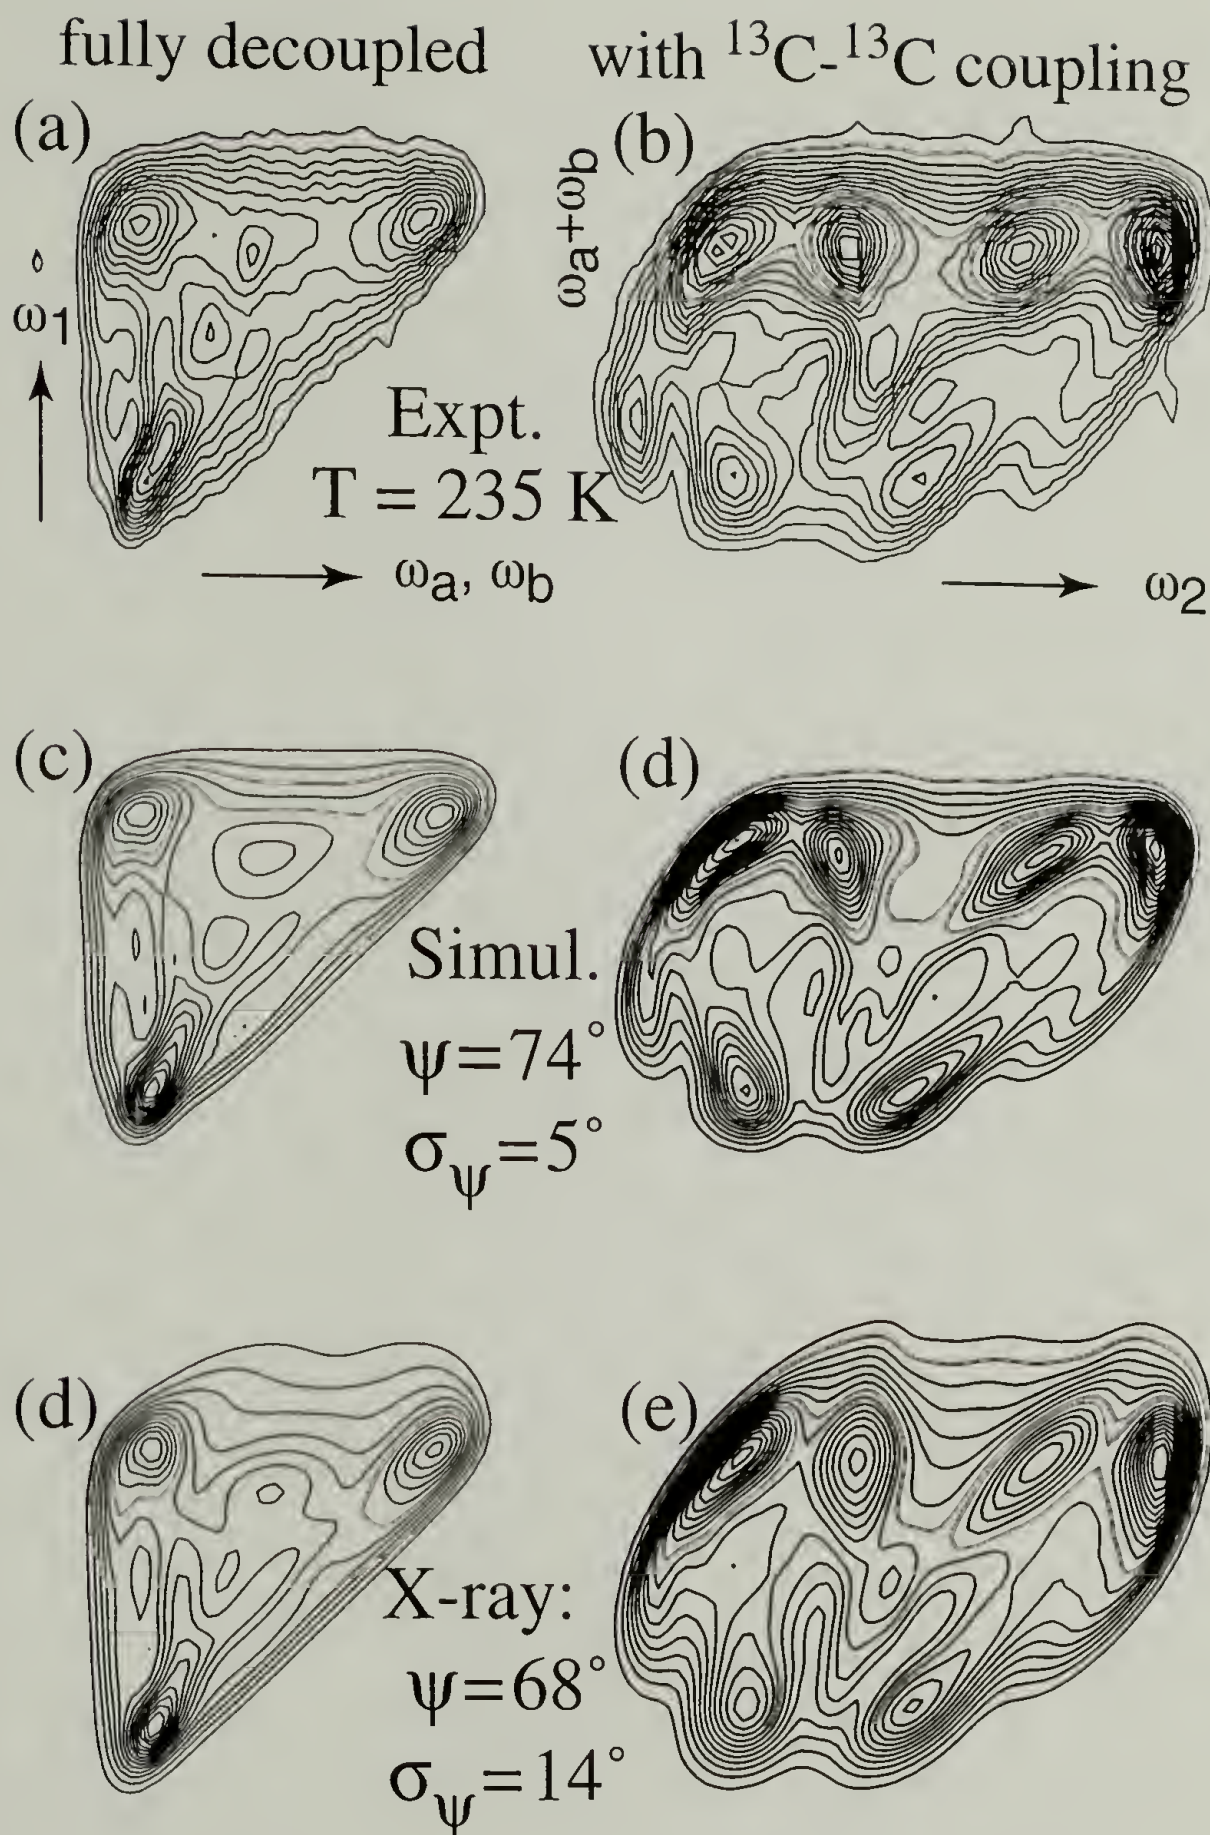 fully decoupled
with ¹³C-¹³C coupling
(a)
(b)
ω1
ωa+ωb
Expt.
T = 235 K
ωa, ωb
ω2
(c)
(d)
Simul.
ψ=74°
σψ=5°
(d)
(e)
X-ray:
ψ=68°
σψ=14°